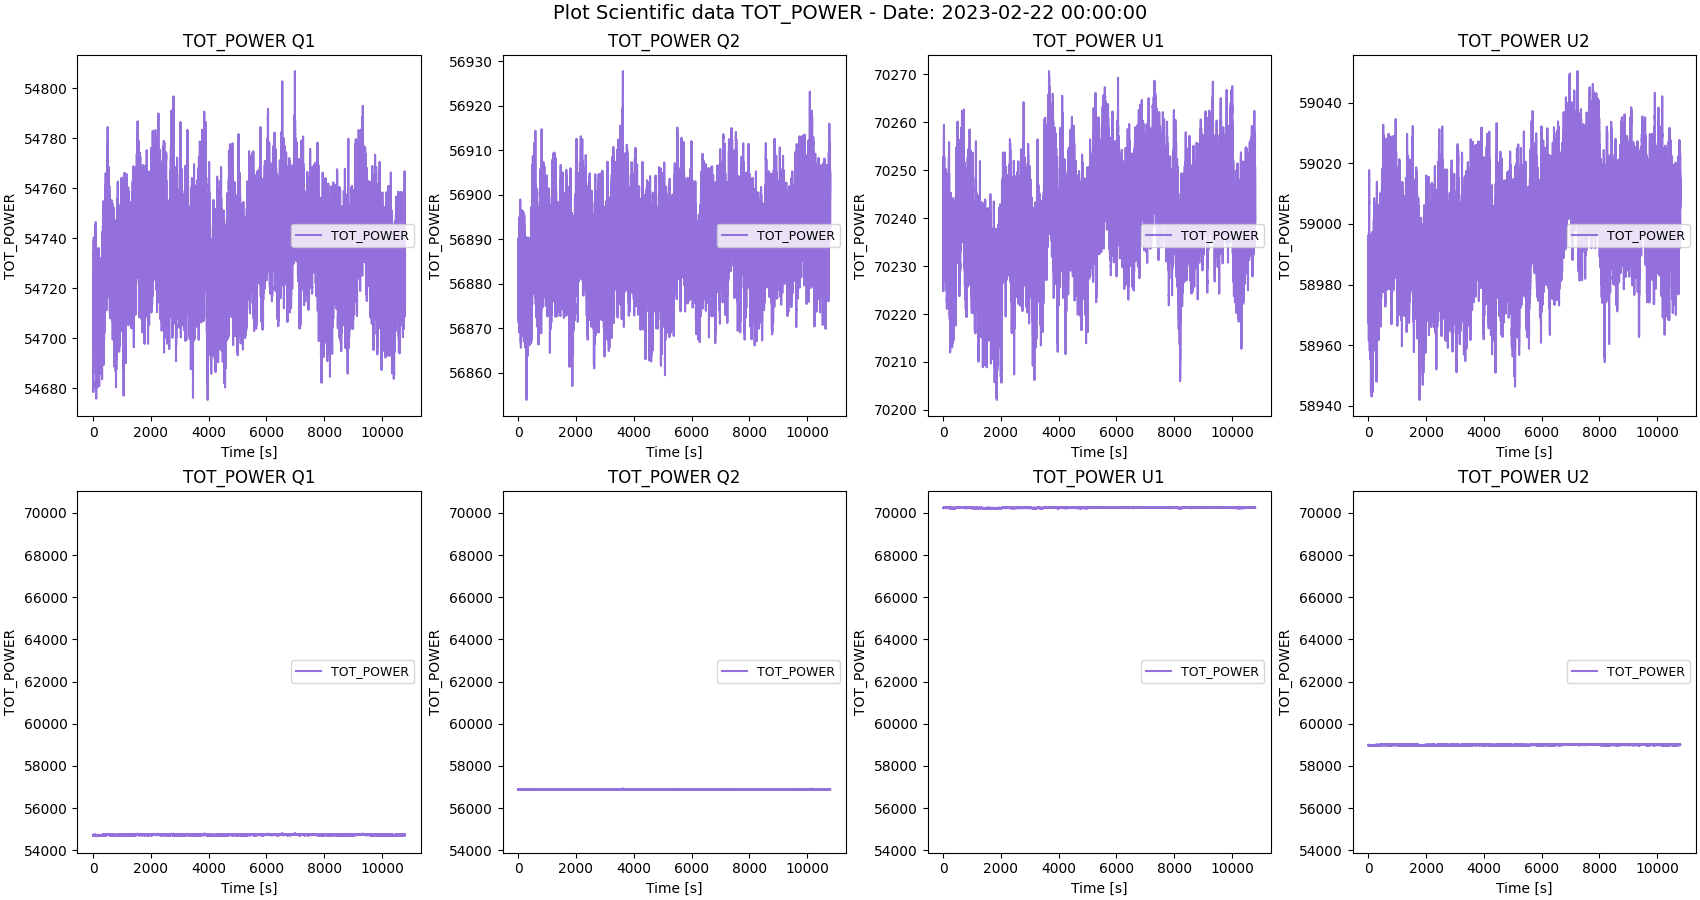 Plot Scientific data TOT_POWER - Date: 2023-02-22 00:00:00
TOT_POWER Q1
TOT_POWER
54800
54780
54760
54740
54720
54700
54680
TOT_POWER
0 2000 4000 6000 8000 10000
Time [s]
TOT_POWER Q2
TOT_POWER
56930
56920
56910
56900
56890
56880
56870
56860
TOT_POWER
0 2000 4000 6000 8000 10000
Time [s]
TOT_POWER U1
TOT_POWER
70270
70260
70250
70240
70230
70220
70210
70200
TOT_POWER
0 2000 4000 6000 8000 10000
Time [s]
TOT_POWER U2
TOT_POWER
59040
59020
59000
58980
58960
58940
TOT_POWER
0 2000 4000 6000 8000 10000
Time [s]
TOT_POWER Q1
TOT_POWER
70000
68000
66000
64000
62000
60000
58000
56000
54000
TOT_POWER
0 2000 4000 6000 8000 10000
Time [s]
TOT_POWER Q2
TOT_POWER
70000
68000
66000
64000
62000
60000
58000
56000
54000
TOT_POWER
0 2000 4000 6000 8000 10000
Time [s]
TOT_POWER U1
TOT_POWER
70000
68000
66000
64000
62000
60000
58000
56000
54000
TOT_POWER
0 2000 4000 6000 8000 10000
Time [s]
TOT_POWER U2
TOT_POWER
70000
68000
66000
64000
62000
60000
58000
56000
54000
TOT_POWER
0 2000 4000 6000 8000 10000
Time [s]